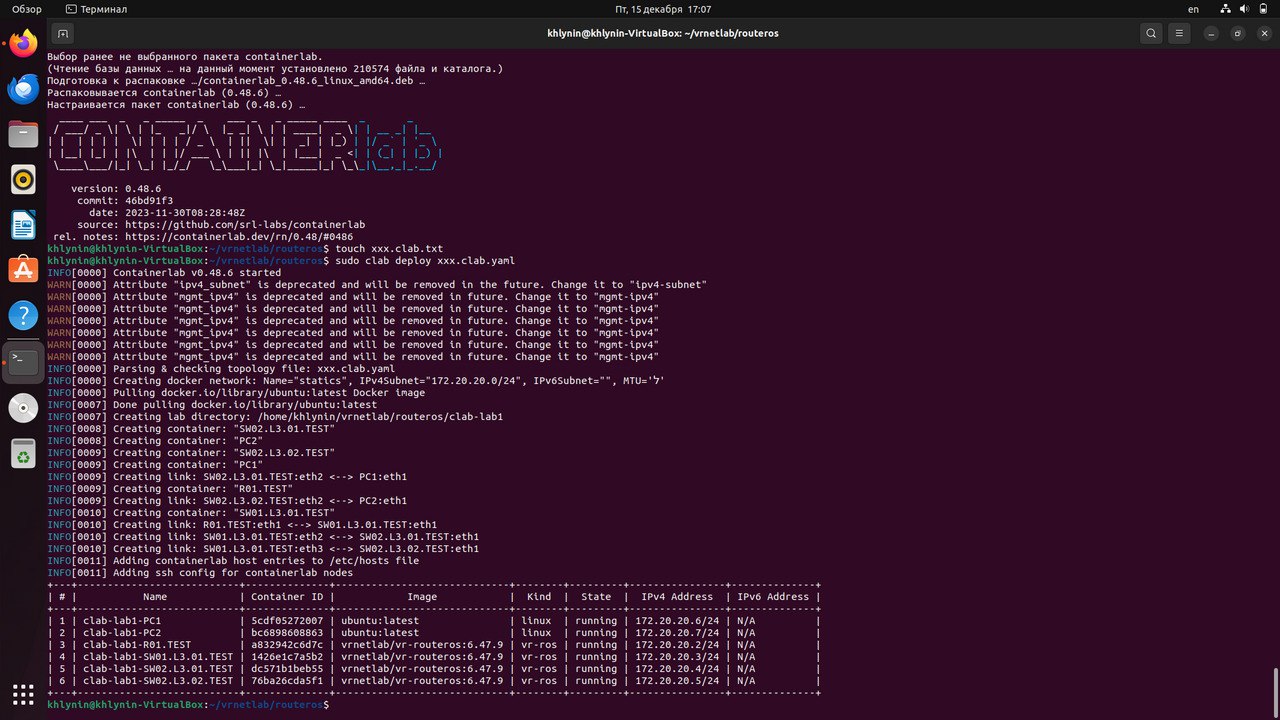 Обзор
Терминал
Пт, 15 декабря 17:07
en
khlynin@khlynin-VirtualBox: ~/vrnetlab/routeros
Выбор ранее не выбранного пакета containerlab.
(Чтение базы данных … на данный момент установлено 210574 файла и каталога.)
Подготовка к распаковке …/containerlab_0.48.6_linux_amd64.deb …
Распаковывается containerlab (0.48.6) …
Настраивается пакет containerlab (0.48.6) …
CONTAINERlab
version: 0.48.6
commit: 46bd91f3
date: 2023-11-30T08:28:48Z
source: https://github.com/srl-labs/containerlab
rel. notes: https://containerlab.dev/rn/0.48/#0486
khlynin@khlynin-VirtualBox:~/vrnetlab/routeros$ touch xxx.clab.txt
khlynin@khlynin-VirtualBox:~/vrnetlab/routeros$ sudo clab deploy xxx.clab.yaml
INFO[0000] Containerlab v0.48.6 started
WARN[0000] Attribute "ipv4_subnet" is deprecated and will be removed in the future. Change it to "ipv4-subnet"
WARN[0000] Attribute "mgmt_ipv4" is deprecated and will be removed in future. Change it to "mgmt-ipv4"
WARN[0000] Attribute "mgmt_ipv4" is deprecated and will be removed in future. Change it to "mgmt-ipv4"
WARN[0000] Attribute "mgmt_ipv4" is deprecated and will be removed in future. Change it to "mgmt-ipv4"
WARN[0000] Attribute "mgmt_ipv4" is deprecated and will be removed in future. Change it to "mgmt-ipv4"
WARN[0000] Attribute "mgmt_ipv4" is deprecated and will be removed in future. Change it to "mgmt-ipv4"
WARN[0000] Attribute "mgmt_ipv4" is deprecated and will be removed in future. Change it to "mgmt-ipv4"
INFO[0000] Parsing & checking topology file: xxx.clab.yaml
INFO[0000] Creating docker network: Name="statics", IPv4Subnet="172.20.20.0/24", IPv6Subnet="", MTU='ל'
INFO[0000] Pulling docker.io/library/ubuntu:latest Docker image
INFO[0007] Done pulling docker.io/library/ubuntu:latest
INFO[0007] Creating lab directory: /home/khlynin/vrnetlab/routeros/clab-lab1
INFO[0008] Creating container: "SW02.L3.01.TEST"
INFO[0008] Creating container: "PC2"
INFO[0009] Creating container: "SW02.L3.02.TEST"
INFO[0009] Creating container: "PC1"
INFO[0009] Creating link: SW02.L3.01.TEST:eth2 <--> PC1:eth1
INFO[0009] Creating container: "R01.TEST"
INFO[0009] Creating link: SW02.L3.02.TEST:eth2 <--> PC2:eth1
INFO[0009] Creating container: "SW01.L3.01.TEST"
INFO[0010] Creating link: R01.TEST:eth1 <--> SW01.L3.01.TEST:eth1
INFO[0010] Creating link: SW01.L3.01.TEST:eth2 <--> SW02.L3.01.TEST:eth1
INFO[0010] Creating link: SW01.L3.01.TEST:eth3 <--> SW02.L3.02.TEST:eth1
INFO[0011] Adding containerlab host entries to /etc/hosts file
INFO[0011] Adding ssh config for containerlab nodes
| # | Name | Container ID | Image | Kind | State | IPv4 Address | IPv6 Address |
| 1 | clab-lab1-PC1 | 5cdf05272007 | ubuntu:latest | linux | running | 172.20.20.6/24 | N/A |
| 2 | clab-lab1-PC2 | bc6898608863 | ubuntu:latest | linux | running | 172.20.20.7/24 | N/A |
| 3 | clab-lab1-R01.TEST | a832942c6d7c | vrnetlab/vr-routeros:6.47.9 | vr-ros | running | 172.20.20.2/24 | N/A |
| 4 | clab-lab1-SW01.L3.01.TEST | 1426e1c7a5b2 | vrnetlab/vr-routeros:6.47.9 | vr-ros | running | 172.20.20.3/24 | N/A |
| 5 | clab-lab1-SW02.L3.01.TEST | dc571b1beb55 | vrnetlab/vr-routeros:6.47.9 | vr-ros | running | 172.20.20.4/24 | N/A |
| 6 | clab-lab1-SW02.L3.02.TEST | 76ba26cda5f1 | vrnetlab/vr-routeros:6.47.9 | vr-ros | running | 172.20.20.5/24 | N/A |
khlynin@khlynin-VirtualBox:~/vrnetlab/routeros$